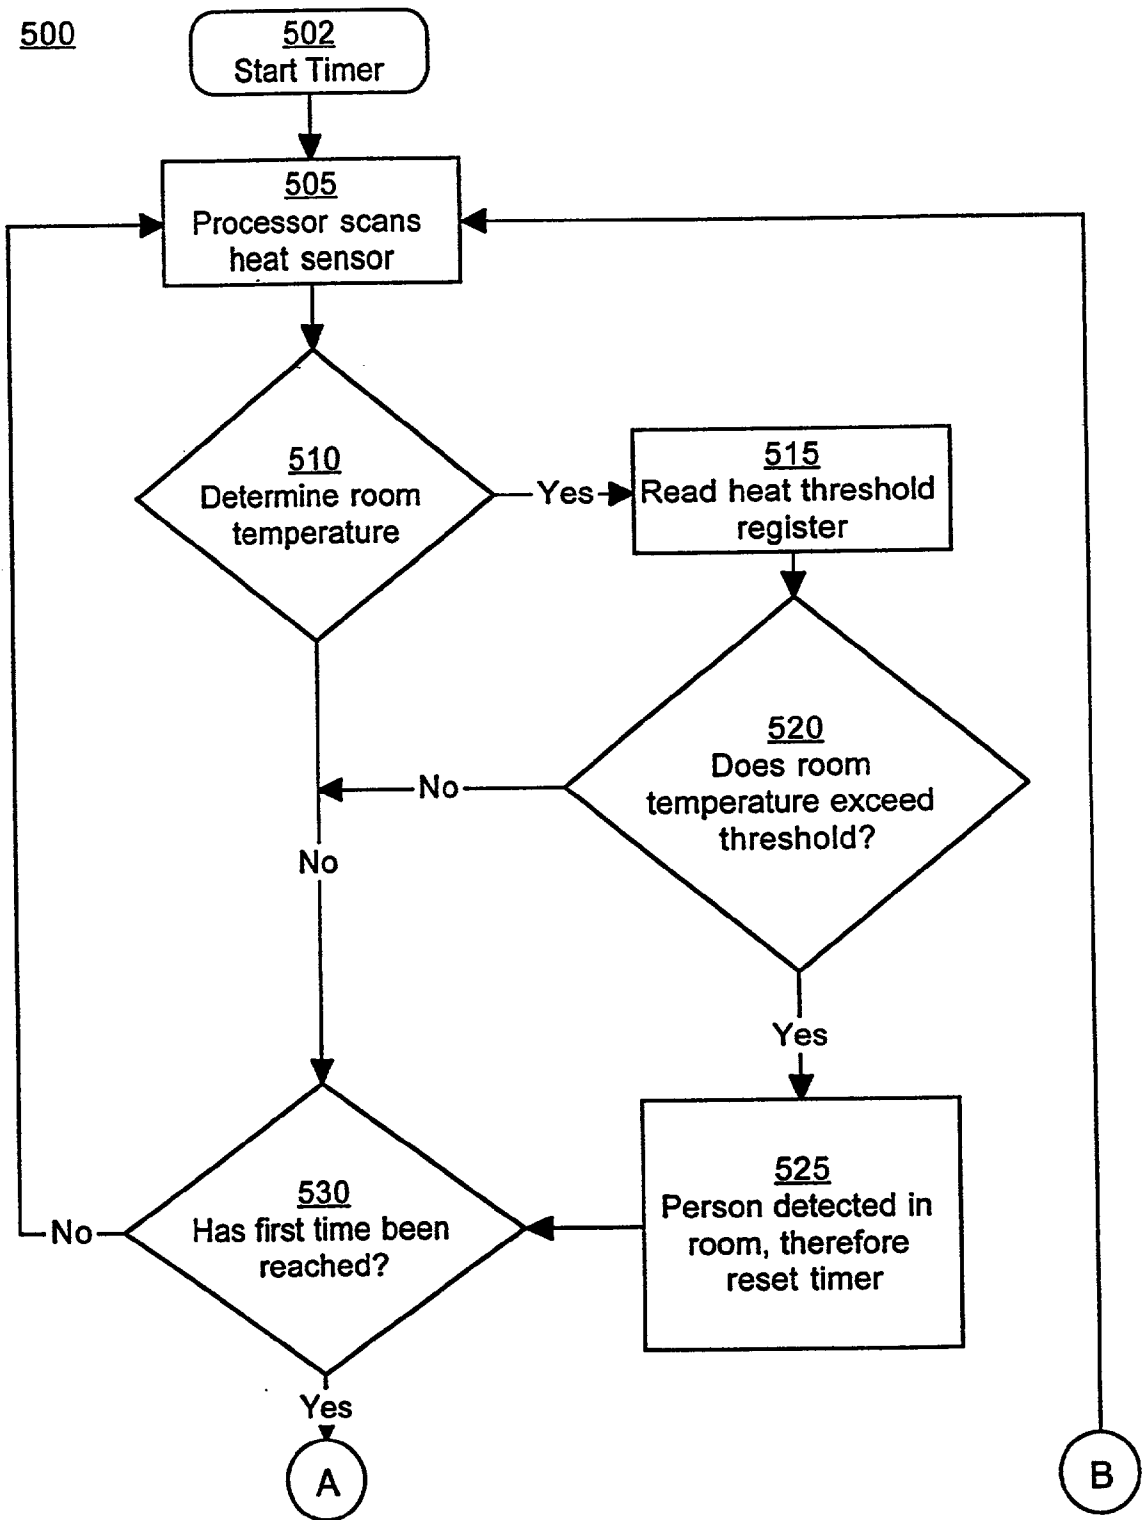 500
502
Start Timer
505
Processor scans
heat sensor
510
Determine room
temperature
Yes
515
Read heat threshold
register
520
Does room
temperature exceed
threshold?
No
No
Yes
525
Person detected in
room, therefore
reset timer
530
Has first time been
reached?
No
Yes
A
B